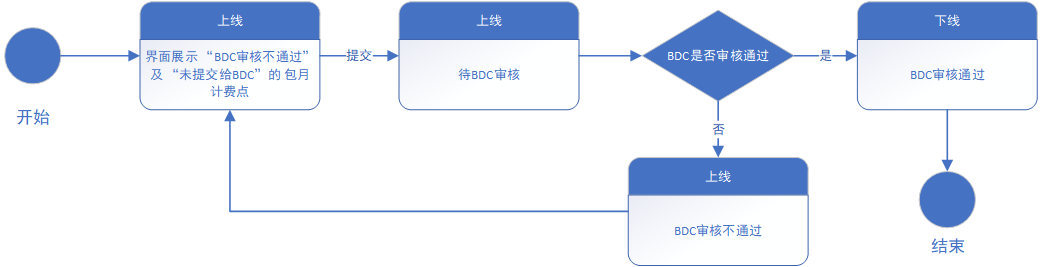 开始
上线
界面展示“BDC审核不通过”
及“未提交给BDC”的包月
计费点
提交
上线
待BDC审核
BDC是否审核通过
是
下线
BDC审核通过
否
上线
BDC审核不通过
结束